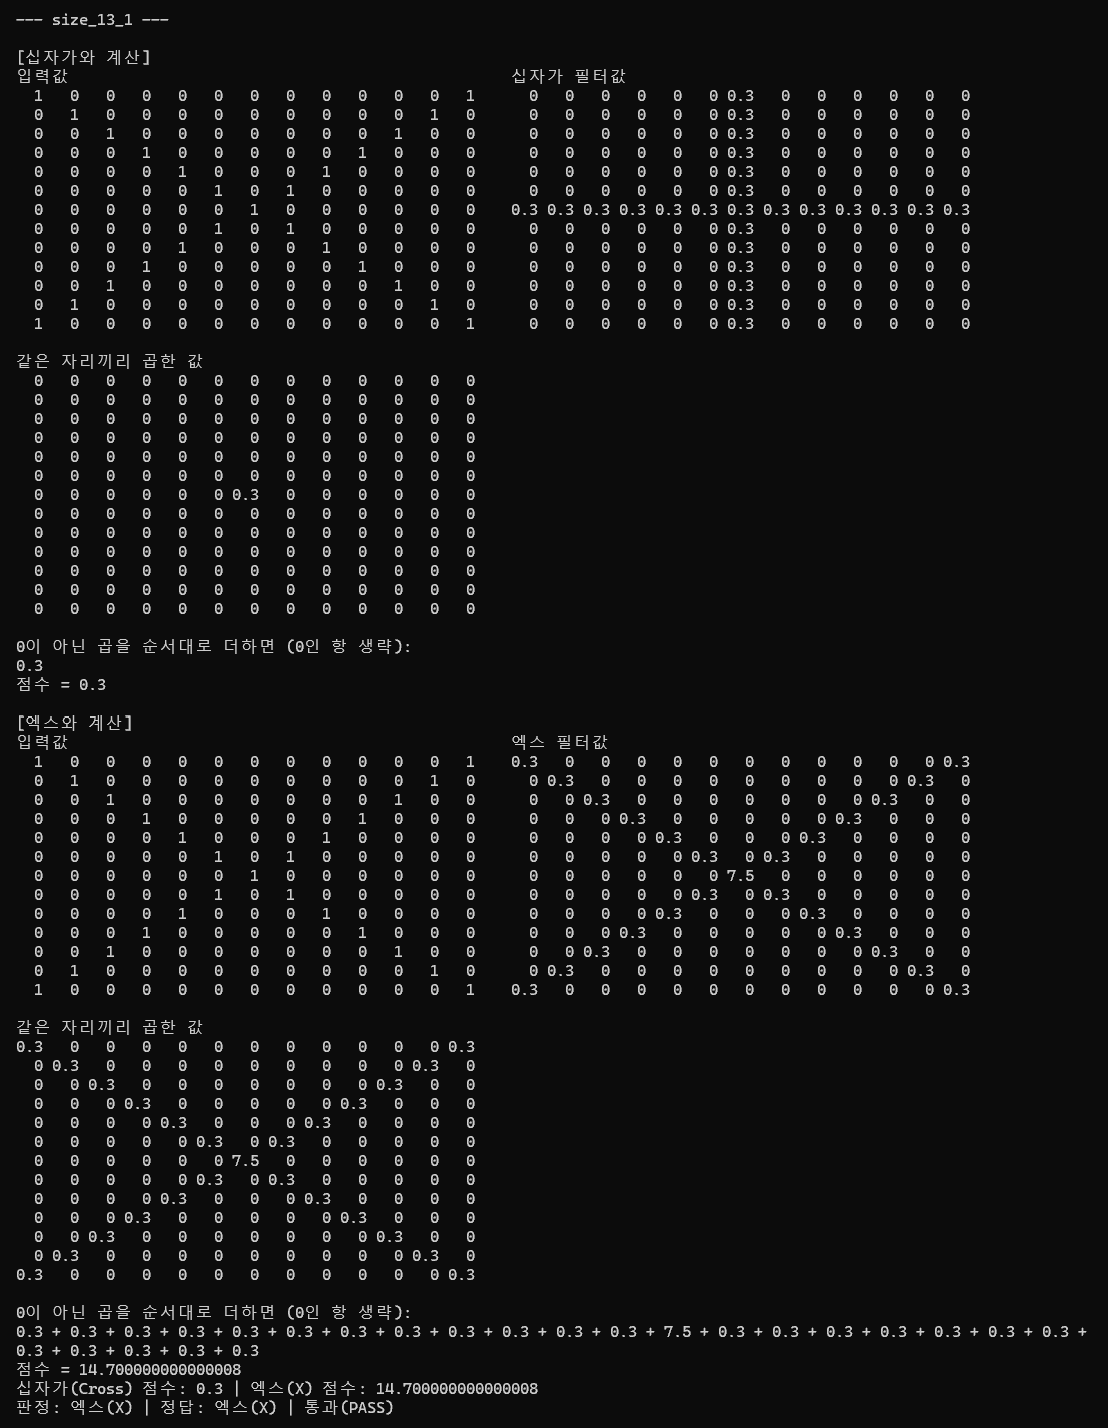 --- size_13_1 ---
[십자가와 계산]
입력값 십자가 필터값
1 0 0 0 0 0 0 0 0 0 0 0 1 0 0 0 0 0 0 0.3 0 0 0 0 0 0
0 1 0 0 0 0 0 0 0 0 0 1 0 0 0 0 0 0 0 0.3 0 0 0 0 0 0
0 0 1 0 0 0 0 0 0 0 1 0 0 0 0 0 0 0 0 0.3 0 0 0 0 0 0
0 0 0 1 0 0 0 0 0 1 0 0 0 0 0 0 0 0 0 0.3 0 0 0 0 0 0
0 0 0 0 1 0 0 0 1 0 0 0 0 0 0 0 0 0 0 0.3 0 0 0 0 0 0
0 0 0 0 0 1 0 1 0 0 0 0 0 0 0 0 0 0 0 0.3 0 0 0 0 0 0
0 0 0 0 0 0 1 0 0 0 0 0 0 0.3 0.3 0.3 0.3 0.3 0.3 0.3 0.3 0.3 0.3 0.3 0.3 0.3
0 0 0 0 0 1 0 1 0 0 0 0 0 0 0 0 0 0 0 0.3 0 0 0 0 0 0
0 0 0 0 1 0 0 0 1 0 0 0 0 0 0 0 0 0 0 0.3 0 0 0 0 0 0
0 0 0 1 0 0 0 0 0 1 0 0 0 0 0 0 0 0 0 0.3 0 0 0 0 0 0
0 0 1 0 0 0 0 0 0 0 1 0 0 0 0 0 0 0 0 0.3 0 0 0 0 0 0
0 1 0 0 0 0 0 0 0 0 0 1 0 0 0 0 0 0 0 0.3 0 0 0 0 0 0
1 0 0 0 0 0 0 0 0 0 0 0 1 0 0 0 0 0 0 0.3 0 0 0 0 0 0
같은 자리끼리 곱한 값
0 0 0 0 0 0 0 0 0 0 0 0 0
0 0 0 0 0 0 0 0 0 0 0 0 0
0 0 0 0 0 0 0 0 0 0 0 0 0
0 0 0 0 0 0 0 0 0 0 0 0 0
0 0 0 0 0 0 0 0 0 0 0 0 0
0 0 0 0 0 0 0 0 0 0 0 0 0
0 0 0 0 0 0 0.3 0 0 0 0 0 0
0 0 0 0 0 0 0 0 0 0 0 0 0
0 0 0 0 0 0 0 0 0 0 0 0 0
0 0 0 0 0 0 0 0 0 0 0 0 0
0 0 0 0 0 0 0 0 0 0 0 0 0
0 0 0 0 0 0 0 0 0 0 0 0 0
0 0 0 0 0 0 0 0 0 0 0 0 0
0이 아닌 곱을 순서대로 더하면 (0인 항 생략):
0.3
점수 = 0.3
[엑스와 계산]
입력값 엑스 필터값
1 0 0 0 0 0 0 0 0 0 0 0 1 0.3 0 0 0 0 0 0 0 0 0 0 0 0.3
0 1 0 0 0 0 0 0 0 0 0 1 0 0 0.3 0 0 0 0 0 0 0 0 0 0.3 0
0 0 1 0 0 0 0 0 0 0 1 0 0 0 0 0.3 0 0 0 0 0 0 0 0.3 0 0
0 0 0 1 0 0 0 0 0 1 0 0 0 0 0 0 0.3 0 0 0 0 0 0.3 0 0 0
0 0 0 0 1 0 0 0 1 0 0 0 0 0 0 0 0 0.3 0 0 0 0.3 0 0 0 0
0 0 0 0 0 1 0 1 0 0 0 0 0 0 0 0 0 0 0.3 0 0.3 0 0 0 0 0
0 0 0 0 0 0 1 0 0 0 0 0 0 0 0 0 0 0 0 7.5 0 0 0 0 0 0
0 0 0 0 0 1 0 1 0 0 0 0 0 0 0 0 0 0 0.3 0 0.3 0 0 0 0 0
0 0 0 0 1 0 0 0 1 0 0 0 0 0 0 0 0 0.3 0 0 0 0.3 0 0 0 0
0 0 0 1 0 0 0 0 0 1 0 0 0 0 0 0 0.3 0 0 0 0 0 0.3 0 0 0
0 0 1 0 0 0 0 0 0 0 1 0 0 0 0 0.3 0 0 0 0 0 0 0 0.3 0 0
0 1 0 0 0 0 0 0 0 0 0 1 0 0 0.3 0 0 0 0 0 0 0 0 0 0.3 0
1 0 0 0 0 0 0 0 0 0 0 0 1 0.3 0 0 0 0 0 0 0 0 0 0 0 0.3
같은 자리끼리 곱한 값
0.3 0 0 0 0 0 0 0 0 0 0 0 0.3
0 0.3 0 0 0 0 0 0 0 0 0 0.3 0
0 0 0.3 0 0 0 0 0 0 0 0.3 0 0
0 0 0 0.3 0 0 0 0 0 0.3 0 0 0
0 0 0 0 0.3 0 0 0 0.3 0 0 0 0
0 0 0 0 0 0.3 0 0.3 0 0 0 0 0
0 0 0 0 0 0 7.5 0 0 0 0 0 0
0 0 0 0 0 0.3 0 0.3 0 0 0 0 0
0 0 0 0 0.3 0 0 0 0.3 0 0 0 0
0 0 0 0.3 0 0 0 0 0 0.3 0 0 0
0 0 0.3 0 0 0 0 0 0 0 0.3 0 0
0 0.3 0 0 0 0 0 0 0 0 0 0.3 0
0.3 0 0 0 0 0 0 0 0 0 0 0 0.3
0이 아닌 곱을 순서대로 더하면 (0인 항 생략):
0.3 + 0.3 + 0.3 + 0.3 + 0.3 + 0.3 + 0.3 + 0.3 + 0.3 + 0.3 + 0.3 + 0.3 + 7.5 + 0.3 + 0.3 + 0.3 + 0.3 + 0.3 + 0.3 + 0.3 +
0.3 + 0.3 + 0.3 + 0.3 + 0.3
점수 = 14.700000000000008
십자가(Cross) 점수: 0.3 | 엑스(X) 점수: 14.700000000000008
판정: 엑스(X) | 정답: 엑스(X) | 통과(PASS)